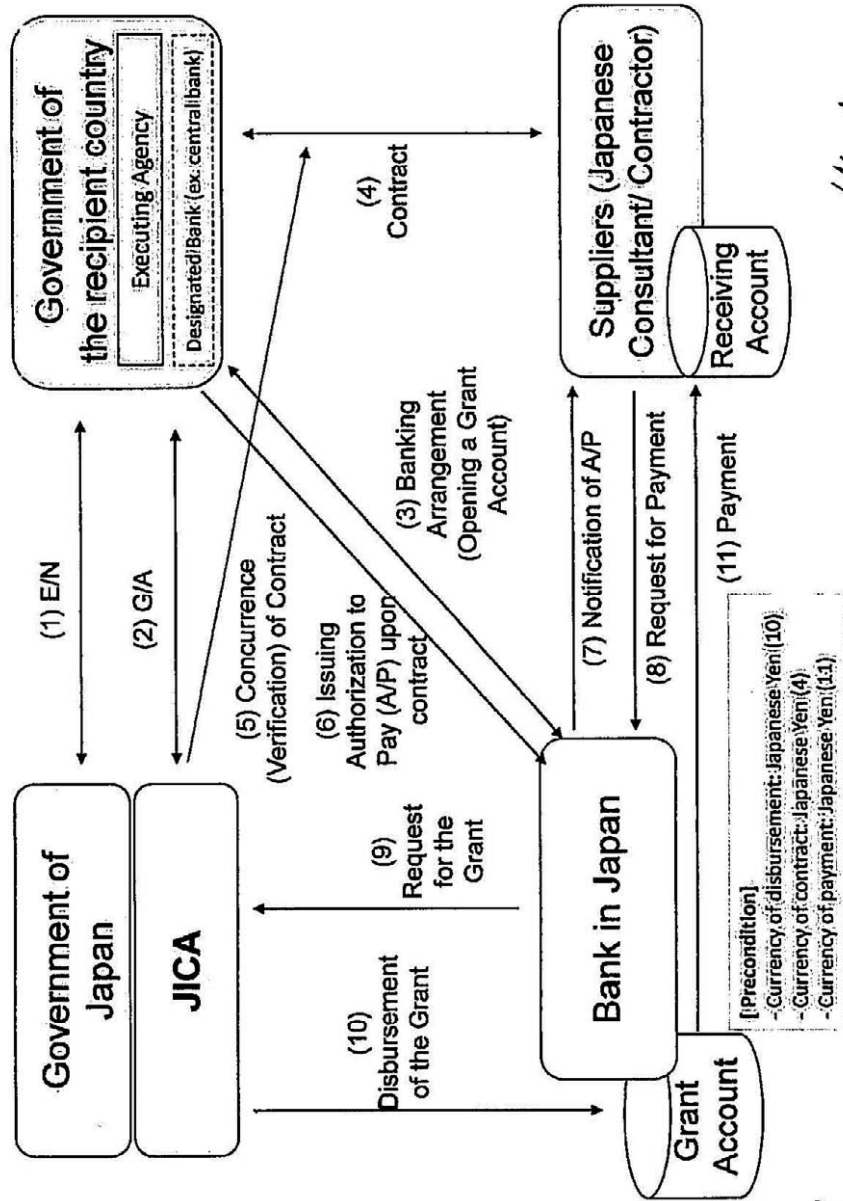 Government of
Japan
JICA
(1) E/N
(2) G/A
Government of
the recipient country
Executing Agency
Designated Bank (ex. central bank)
(10)
Disbursement
of the Grant
(9)
Request
for the
Grant
(5) Concurrence
(Verification) of Contract
(6) Issuing
Authorization to
Pay (A/P) upon
contract
(3) Banking
Arrangement
(Opening a Grant
Account)
(4)
Contract
Bank in Japan
Grant
Account
(7) Notification of A/P
(8) Request for Payment
(11) Payment
Suppliers (Japanese
Consultant/ Contractor)
Receiving
Account
[Precondition]
- Currency of disbursement: Japanese Yen (10)
- Currency of contract: Japanese Yen (4)
- Currency of payment: Japanese Yen (11)